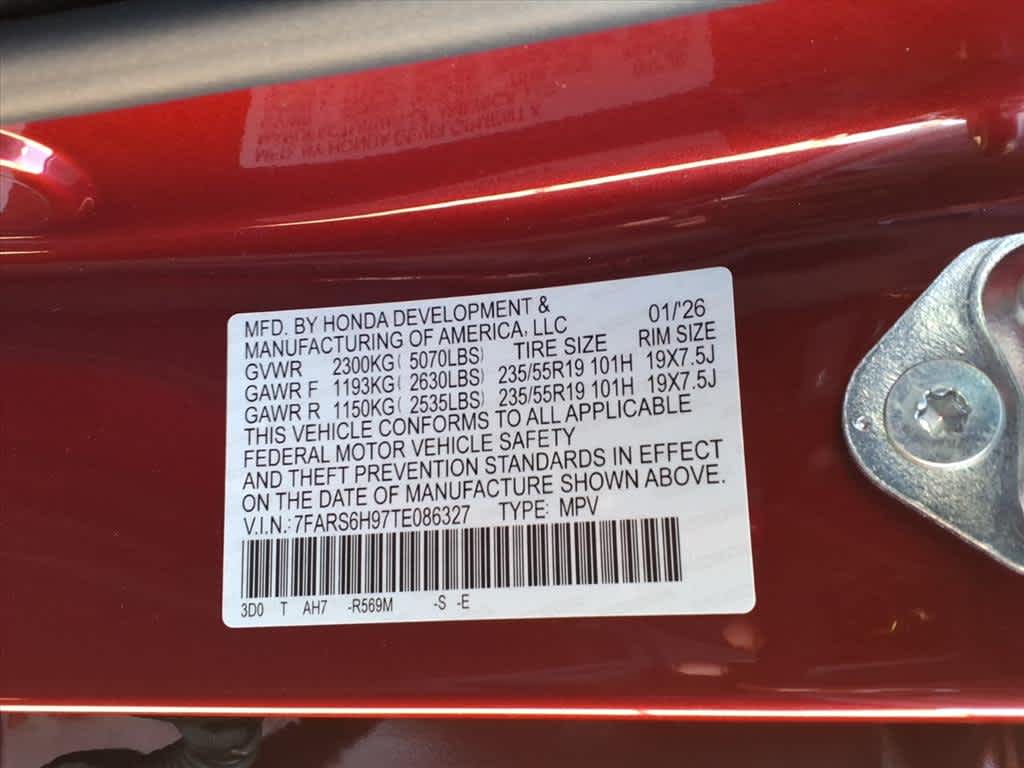 MFD. BY HONDA DEVELOPMENT & 01/'26
MANUFACTURING OF AMERICA, LLC
GVWR 2300KG( 5070LBS) TIRE SIZE RIM SIZE
GAWR F 1193KG( 2630LBS) 235/55R19 101H 19X7.5J
GAWR R 1150KG( 2535LBS) 235/55R19 101H 19X7.5J
THIS VEHICLE CONFORMS TO ALL APPLICABLE
FEDERAL MOTOR VEHICLE SAFETY
AND THEFT PREVENTION STANDARDS IN EFFECT
ON THE DATE OF MANUFACTURE SHOWN ABOVE.
V.I.N.:7FARS6H97TE086327 TYPE: MPV
3D0 T AH7 -R569M -S -E